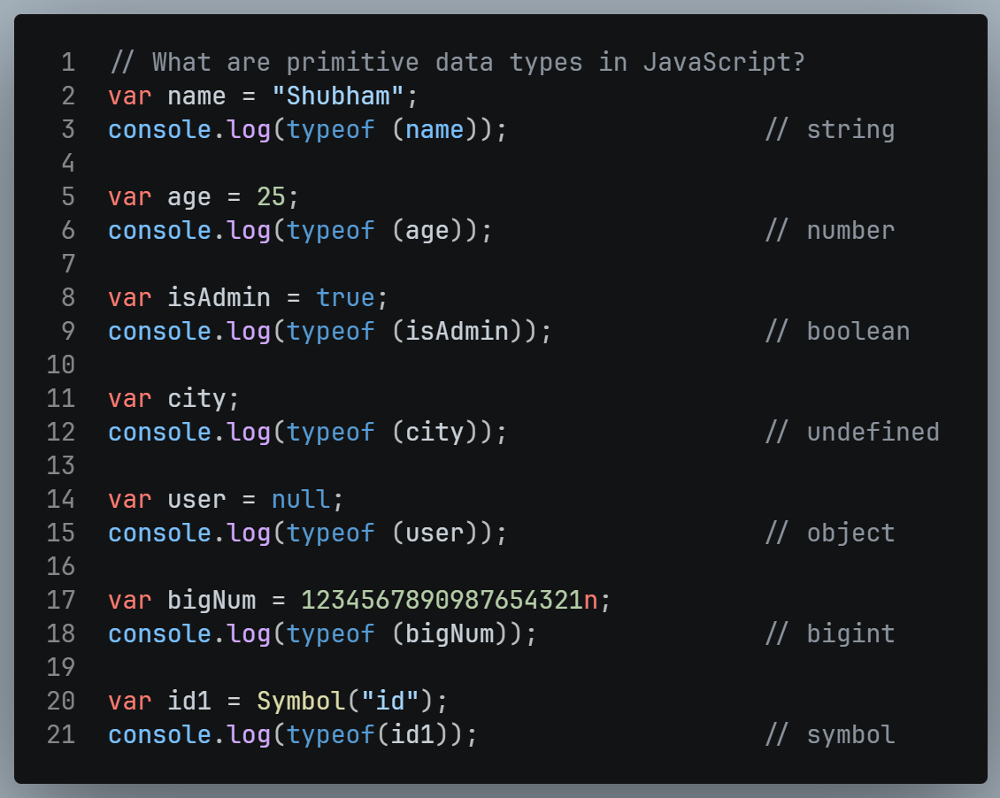 1 // What are primitive data types in JavaScript?
2 var name = "Shubham";
3 console.log(typeof (name)); // string
4
5 var age = 25;
6 console.log(typeof (age)); // number
7
8 var isAdmin = true;
9 console.log(typeof (isAdmin)); // boolean
10
11 var city;
12 console.log(typeof (city)); // undefined
13
14 var user = null;
15 console.log(typeof (user)); // object
16
17 var bigNum = 1234567890987654321n;
18 console.log(typeof (bigNum)); // bigint
19
20 var id1 = Symbol("id");
21 console.log(typeof(id1)); // symbol